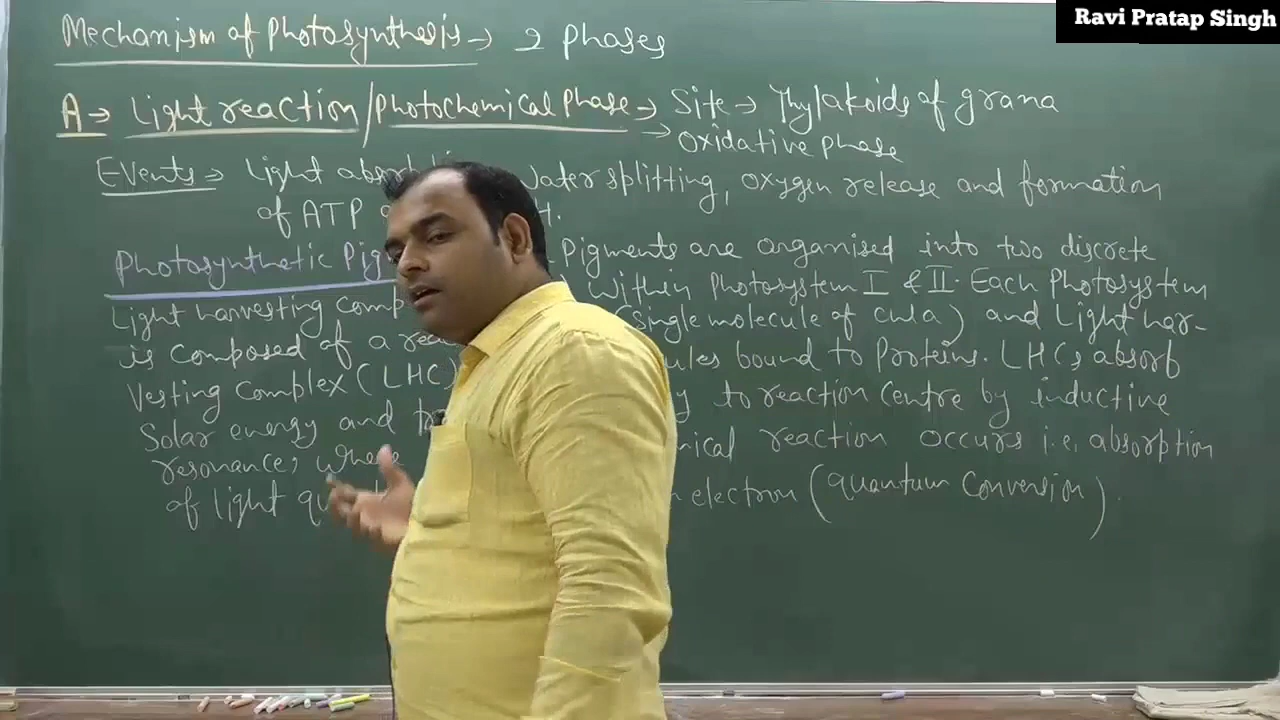 Ravi Pratap Singh
Mechanism of Photosynthesis → 2 phases
A → Light reaction/Photochemical Phase → Site → Thylakoids of grana
→ Oxidative phase
Events → Light water splitting, oxygen release and formation
of ATP
Photosynthetic Pigments are organised into two discrete
Light harvesting within Photosystem I & II. Each Photosystem
is composed of a (Single molecule of chl a) and Light har-
vesting Complex (LHC) bound to Proteins. LHCs absorb
Solar energy and to reaction centre by inductive
resonance, where reaction occurs i.e. absorption
of light electron (quantum conversion).